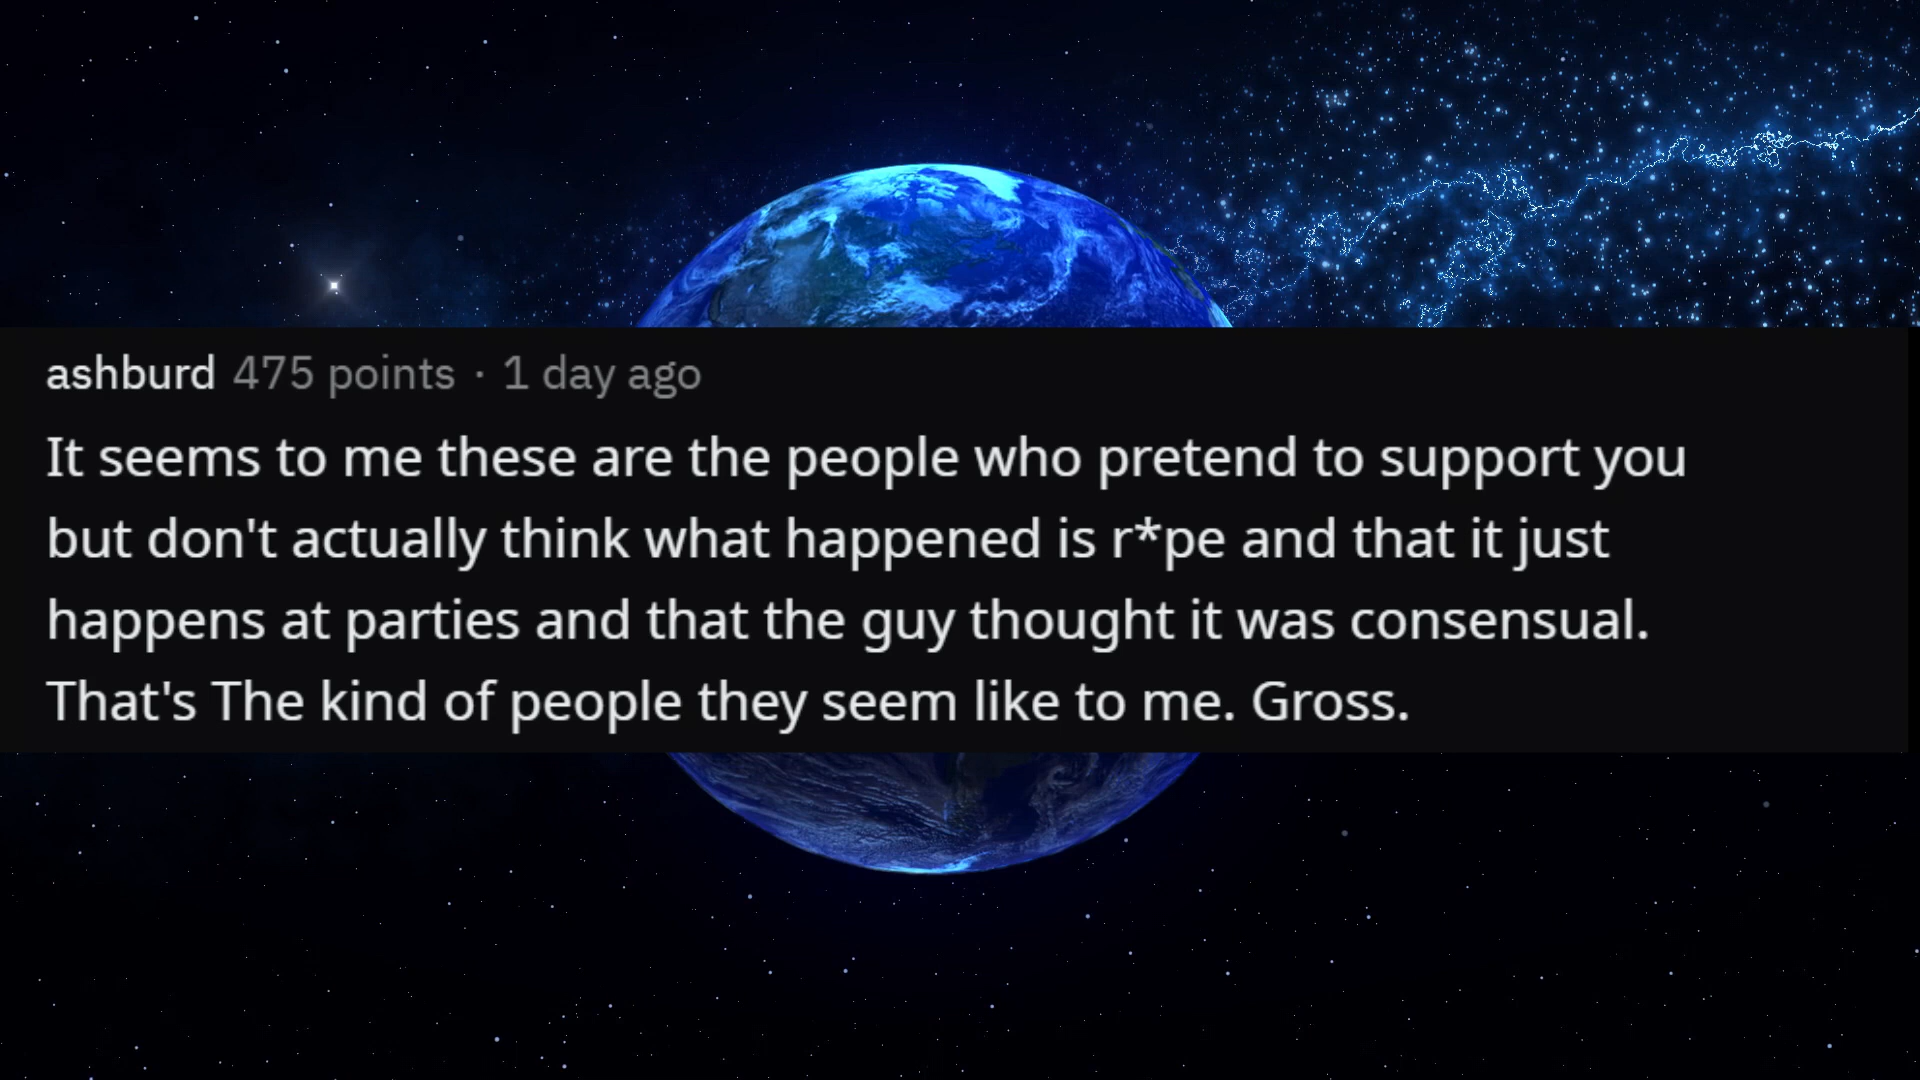 ashburd 475 points · 1 day ago
It seems to me these are the people who pretend to support you
but don't actually think what happened is r*pe and that it just
happens at parties and that the guy thought it was consensual.
That's The kind of people they seem like to me. Gross.